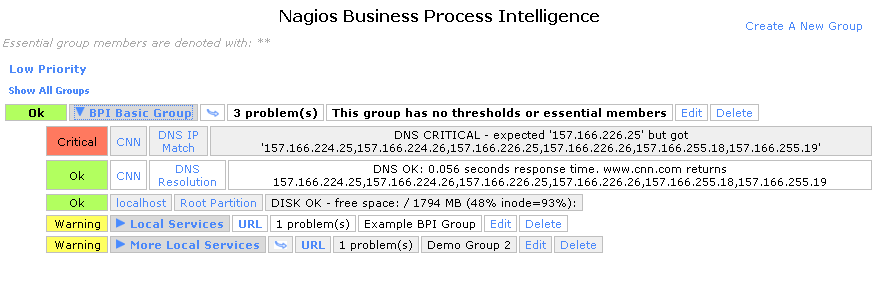 Nagios Business Process Intelligence
Create A New Group
Essential group members are denoted with: **
Low Priority
Show All Groups
Ok ▼ BPI Basic Group 3 problem(s) This group has no thresholds or essential members Edit Delete
Critical CNN DNS IP Match DNS CRITICAL - expected '157.166.226.25' but got
'157.166.224.25,157.166.224.26,157.166.226.25,157.166.226.26,157.166.255.18,157.166.255.19'
Ok CNN DNS Resolution DNS OK: 0.056 seconds response time. www.cnn.com returns
157.166.224.25,157.166.224.26,157.166.226.25,157.166.226.26,157.166.255.18,157.166.255.19
Ok localhost Root Partition DISK OK - free space: / 1794 MB (48% inode=93%):
Warning ▶ Local Services URL 1 problem(s) Example BPI Group Edit Delete
Warning ▶ More Local Services URL 1 problem(s) Demo Group 2 Edit Delete